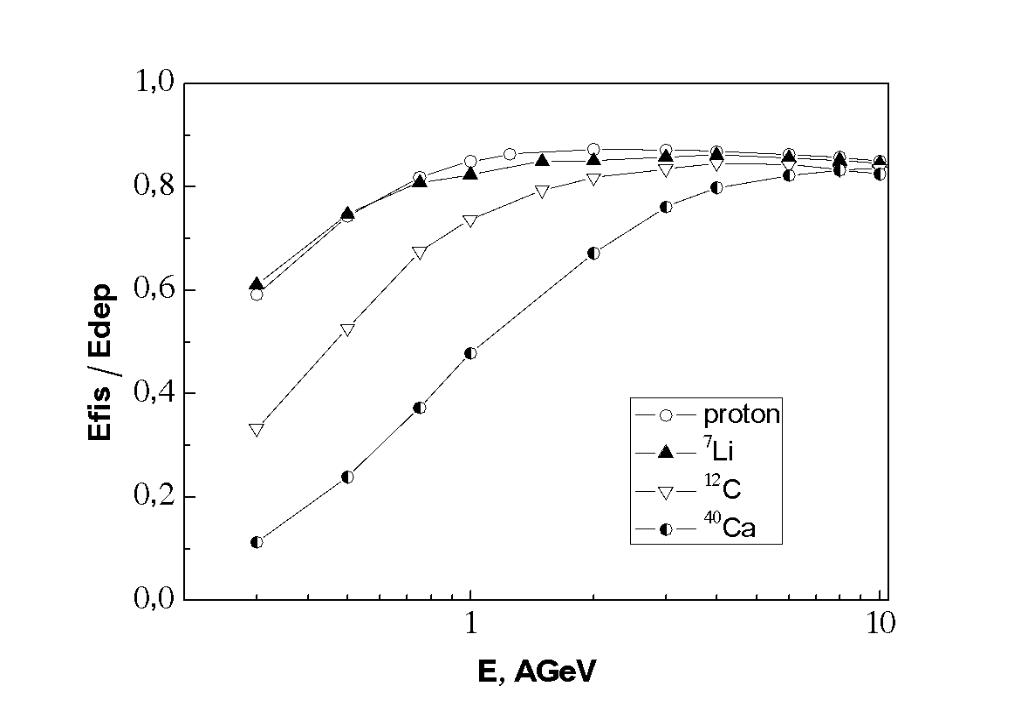 1,0
0,8
0,6
0,4
0,2
0,0
Efis / Edep
proton
⁷Li
¹²C
⁴⁰Ca
1 10
E, AGeV